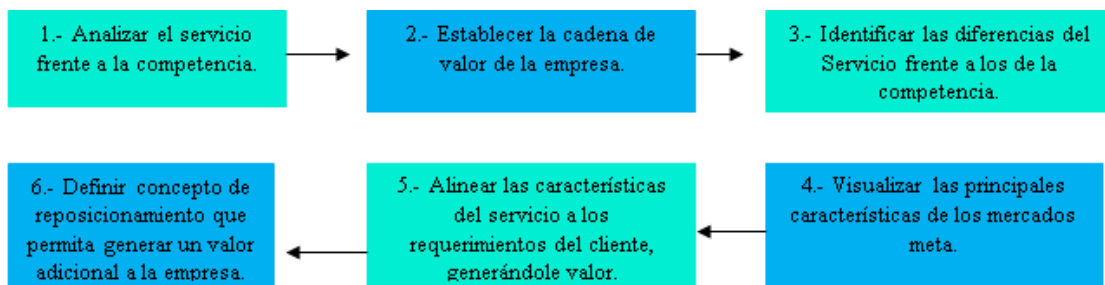 1.- Analizar el servicio
frente a la competencia.
2.- Establecer la cadena de
valor de la empresa.
3.- Identificar las diferencias del
Servicio frente a los de la
competencia.
4.- Visualizar las principales
características de los mercados
meta.
5.- Alinear las características
del servicio a los
requerimientos del cliente,
generándole valor.
6.- Definir concepto de
reposicionamiento que
permita generar un valor
adicional a la empresa.